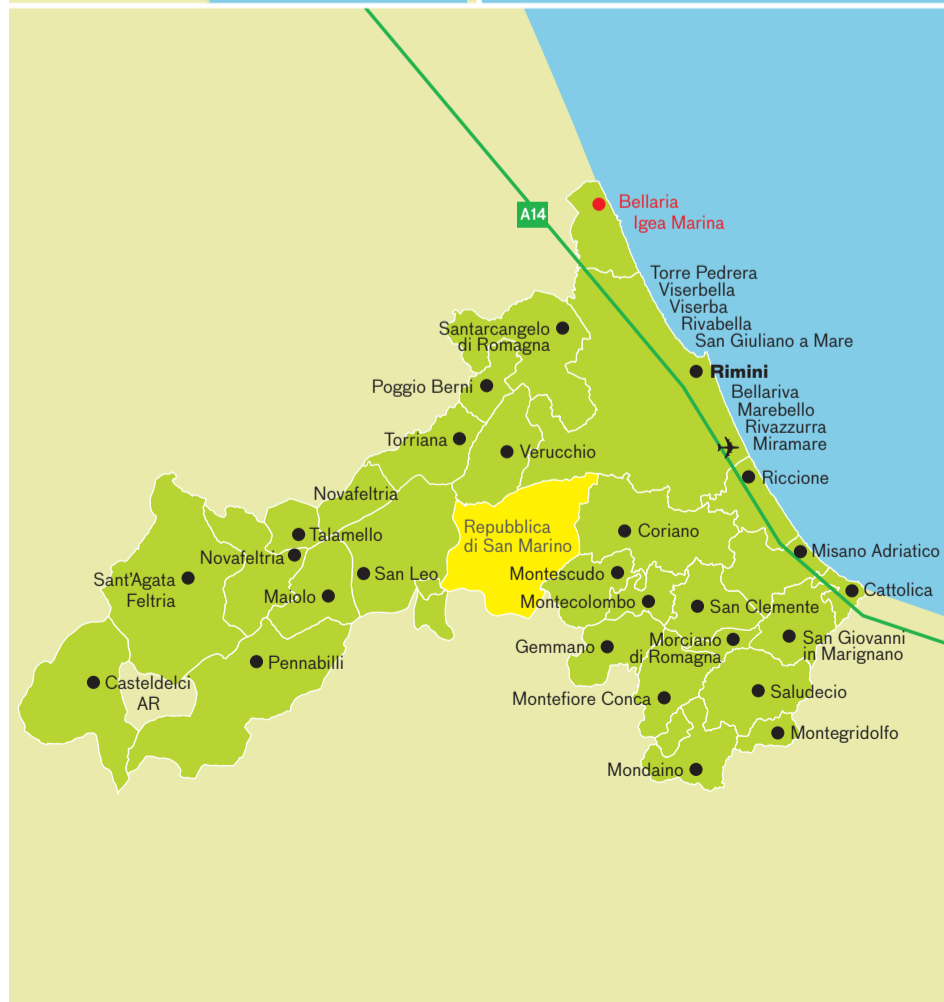 A14
Bellaria
Igea Marina
Torre Pedrera
Viserbella
Viserba
Rivabella
San Giuliano a Mare
Santarcangelo
di Romagna
Rimini
Poggio Berni
Bellariva
Marebello
Rivazzurra
Miramare
Torriana
Verucchio
Riccione
Novafeltria
Talamello
Repubblica
di San Marino
Coriano
Novafeltria
Misano Adriatico
Sant'Agata
Feltria
San Leo
Montescudo
Maiolo
Cattolica
Montecolombo
San Clemente
Gemmano
Morciano
di Romagna
San Giovanni
in Marignano
Pennabilli
Casteldelci
AR
Montefiore Conca
Saludecio
Montegridolfo
Mondaino